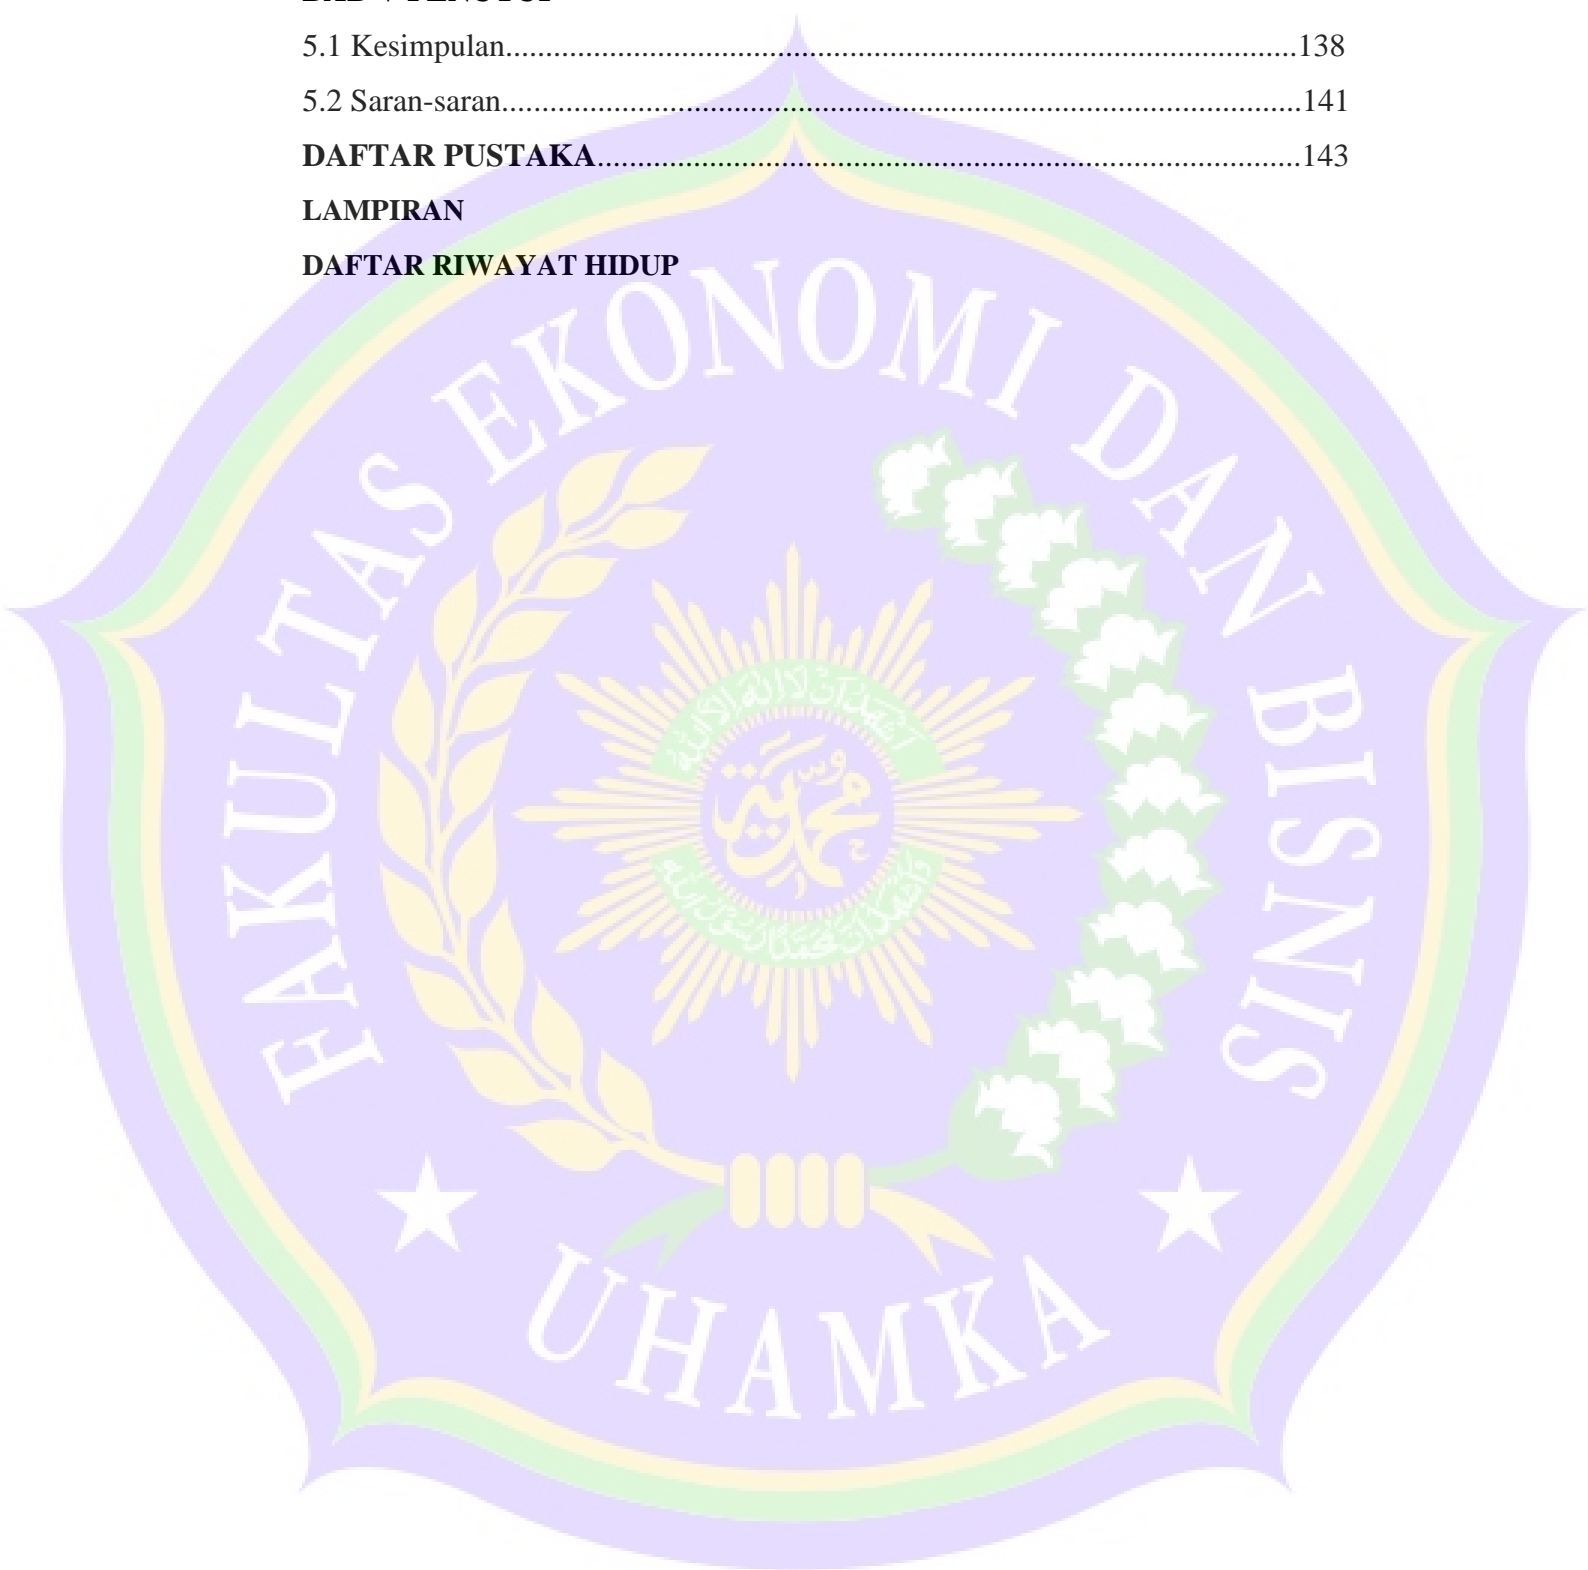 5.1 Kesimpulan............................................................................................138
5.2 Saran-saran.............................................................................................141
DAFTAR PUSTAKA..................................................................................143
LAMPIRAN
DAFTAR RIWAYAT HIDUP
FAKULTAS EKONOMI DAN BISNIS
محمدية
UHAMKA